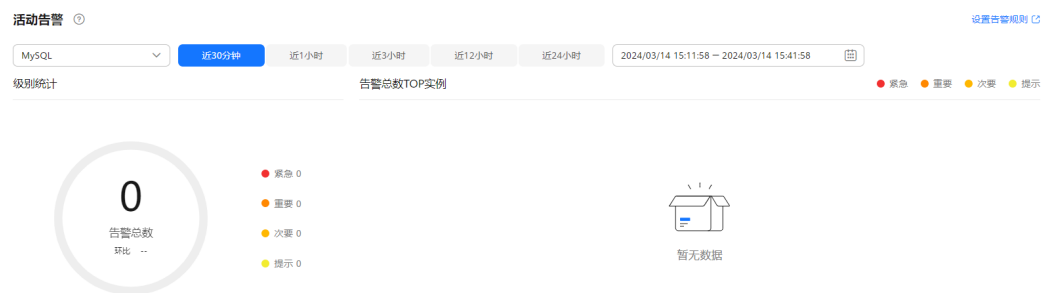 活动告警 ?
设置告警规则
MySQL 近30分钟 近1小时 近3小时 近12小时 近24小时 2024/03/14 15:11:58 – 2024/03/14 15:41:58
级别统计 告警总数TOP实例 紧急 重要 次要 提示
0
告警总数
环比 --
紧急 0
重要 0
次要 0
提示 0
暂无数据